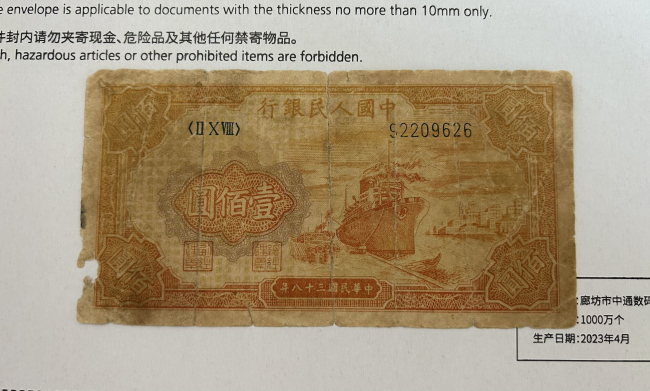 e envelope is applicable to documents with the thickness no more than 10mm only.
件封内请勿夹寄现金、危险品及其他任何禁寄物品。
h, hazardous articles or other prohibited items are forbidden.
中國人民銀行
〈Ⅱ Ⅹ Ⅷ〉 92209626
壹佰圓
中華民國三十八年
:廊坊市中通数码
:1000万个
生产日期:2023年4月